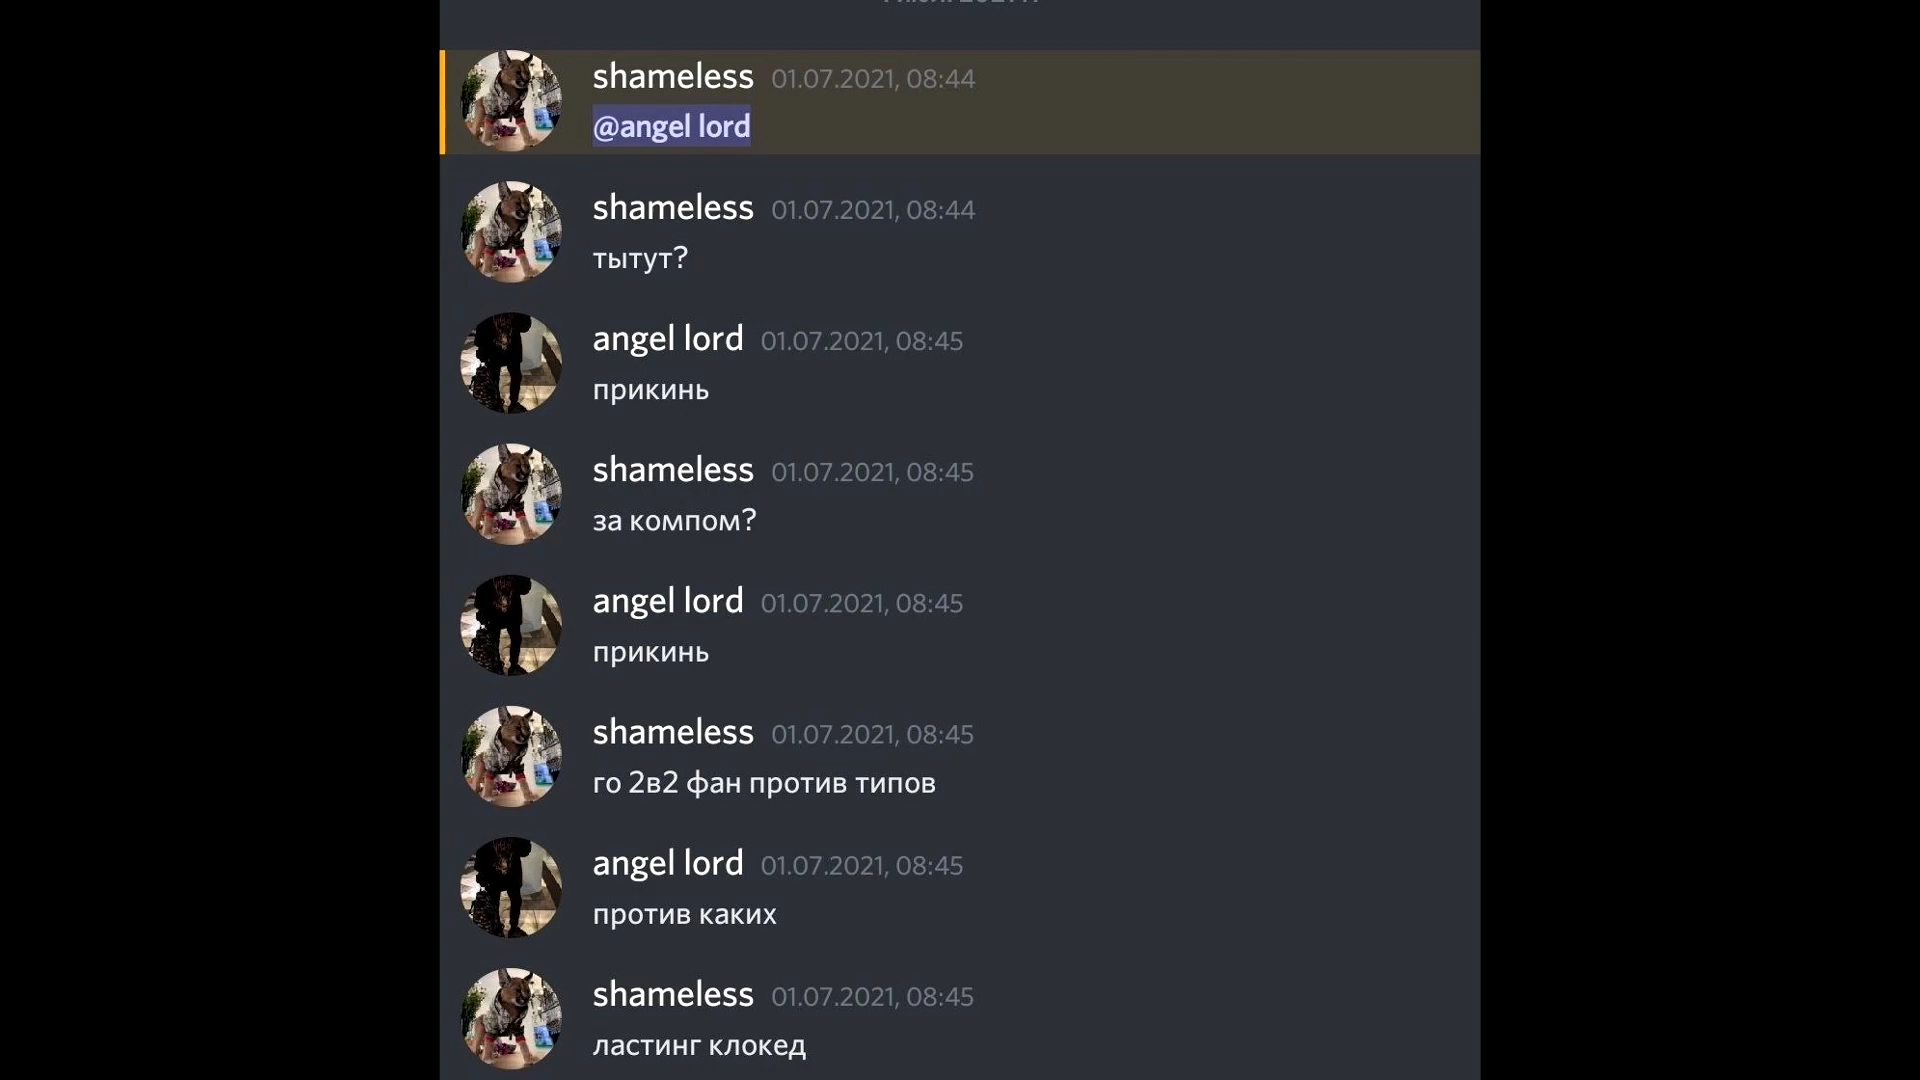 shameless 01.07.2021, 08:44
@angel lord
shameless 01.07.2021, 08:44
тытут?
angel lord 01.07.2021, 08:45
прикинь
shameless 01.07.2021, 08:45
за компом?
angel lord 01.07.2021, 08:45
прикинь
shameless 01.07.2021, 08:45
го 2в2 фан против типов
angel lord 01.07.2021, 08:45
против каких
shameless 01.07.2021, 08:45
ластинг клокед